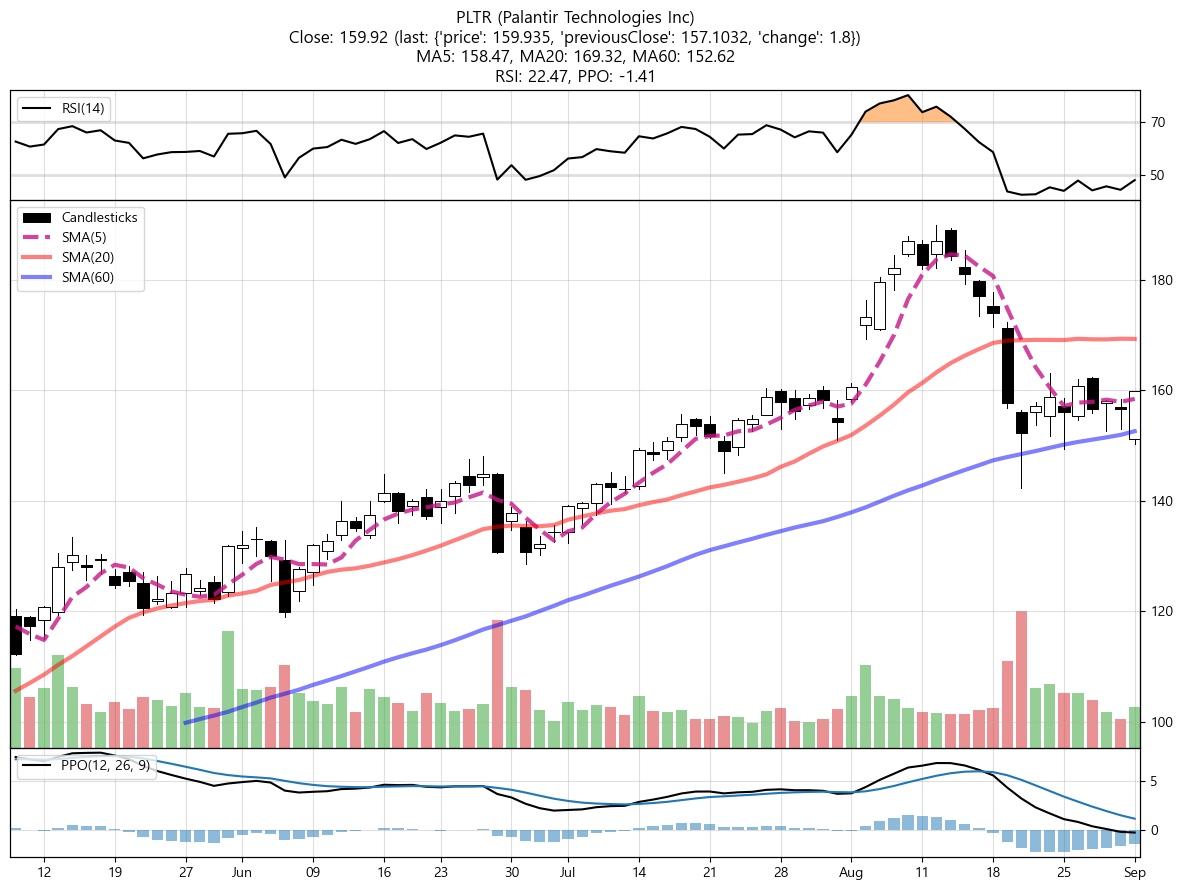 PLTR (Palantir Technologies Inc)
Close: 159.92 (last: {'price': 159.935, 'previousClose': 157.1032, 'change': 1.8})
MA5: 158.47, MA20: 169.32, MA60: 152.62
RSI: 22.47, PPO: -1.41
RSI(14)
70
50
Candlesticks
SMA(5)
SMA(20)
SMA(60)
180
160
140
120
100
PPO(12, 26, 9)
5
0
12 19 27 Jun 09 16 23 30 Jul 14 21 28 Aug 11 18 25 Sep